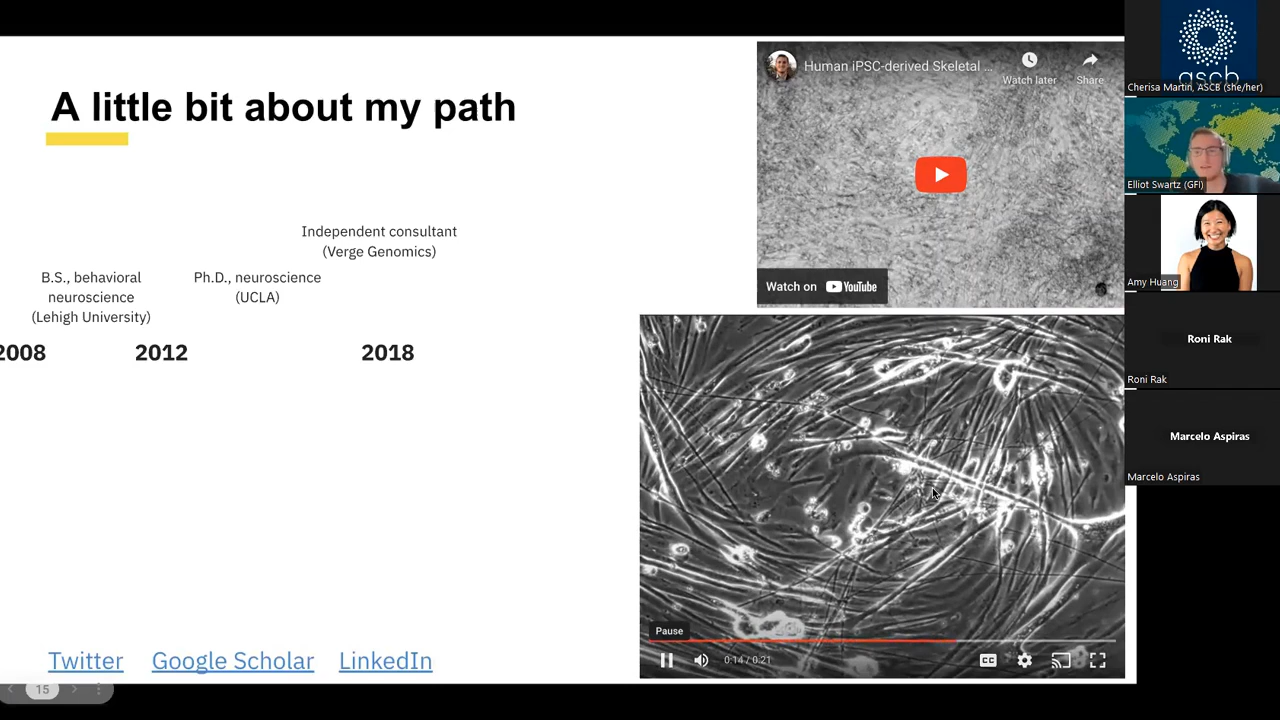 A little bit about my path
Independent consultant
(Verge Genomics)
B.S., behavioral
neuroscience
(Lehigh University)
Ph.D., neuroscience
(UCLA)
2008
2012
2018
Twitter
Google Scholar
LinkedIn
15
Human iPSC-derived Skeletal ...
Watch later
Share
Watch on YouTube
Pause
0:14 / 0:21
CC
ascb
Cherisa Martin, ASCB (she/her)
Elliot Swartz (GFI)
Amy Huang
Roni Rak
Roni Rak
Marcelo Aspiras
Marcelo Aspiras